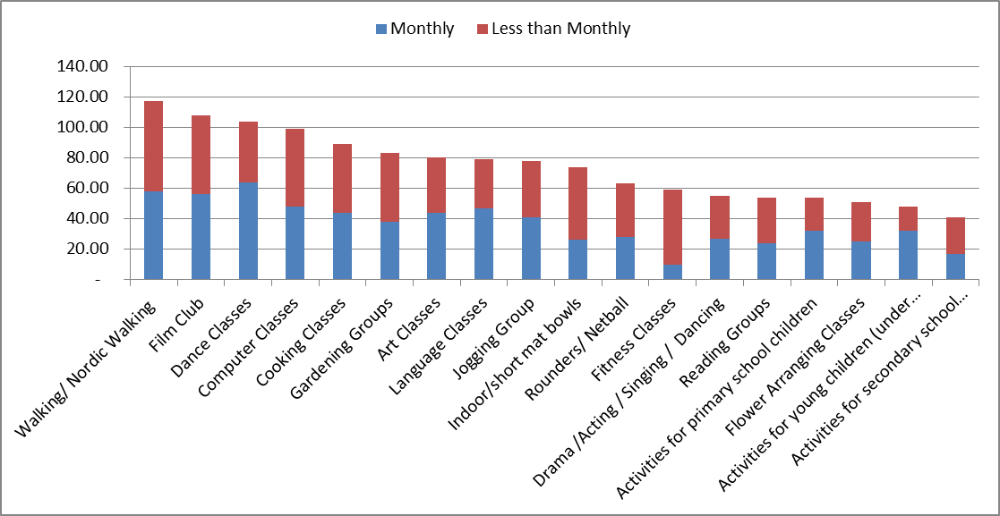 Monthly Less than Monthly
140.00
120.00
100.00
80.00
60.00
40.00
20.00
-
Walking/ Nordic Walking
Film Club
Dance Classes
Computer Classes
Cooking Classes
Gardening Groups
Art Classes
Language Classes
Jogging Group
Indoor/short mat bowls
Rounders/ Netball
Fitness Classes
Drama /Acting / Singing / Dancing
Reading Groups
Activities for primary school children
Flower Arranging Classes
Activities for young children (under...
Activities for secondary school...